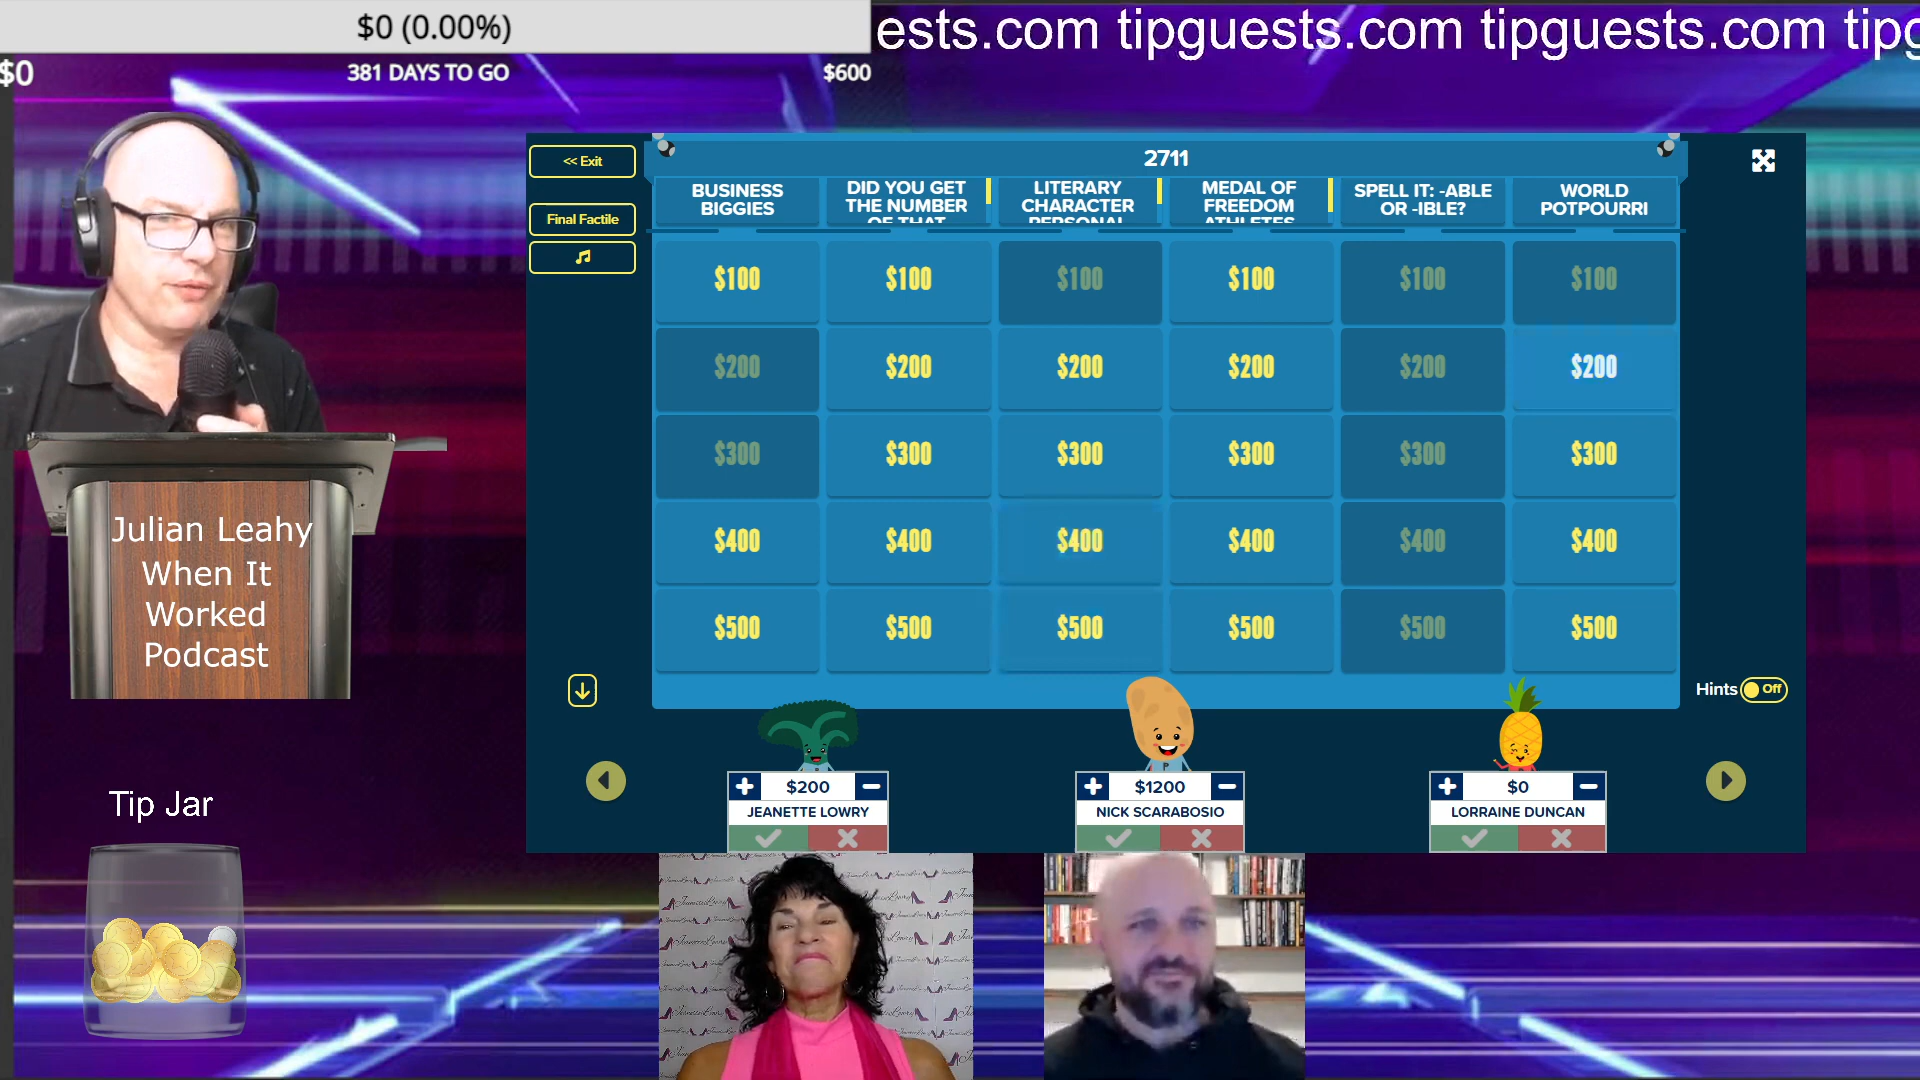 $0 (0.00%)
ests.com tipguests.com tipguests.com tipg
$0 381 DAYS TO GO $600
<< Exit
2711
Final Factile
BUSINESS BIGGIES
DID YOU GET THE NUMBER OF THAT
LITERARY CHARACTER PERSONAL
MEDAL OF FREEDOM ATHLETES
SPELL IT: -ABLE OR -IBLE?
WORLD POTPOURRI
$100 $100 $100 $100 $100 $100
$200 $200 $200 $200 $200 $200
$300 $300 $300 $300 $300 $300
$400 $400 $400 $400 $400 $400
$500 $500 $500 $500 $500 $500
Julian Leahy
When It
Worked
Podcast
Hints Off
$200
JEANETTE LOWRY
$1200
NICK SCARABOSIO
$0
LORRAINE DUNCAN
Tip Jar